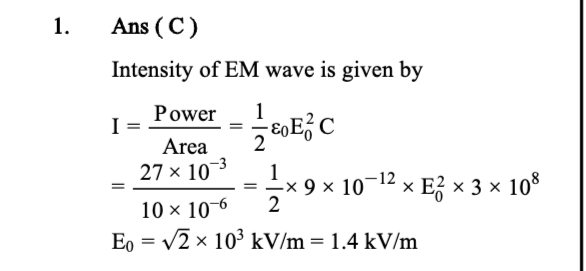 1. Ans ( C )
Intensity of EM wave is given by
I = Power / Area = 1/2 ε₀E₀² C
= 27 × 10⁻³ / 10 × 10⁻⁶ = 1/2 × 9 × 10⁻¹² × E₀² × 3 × 10⁸
E₀ = √2 × 10³ kV/m = 1.4 kV/m